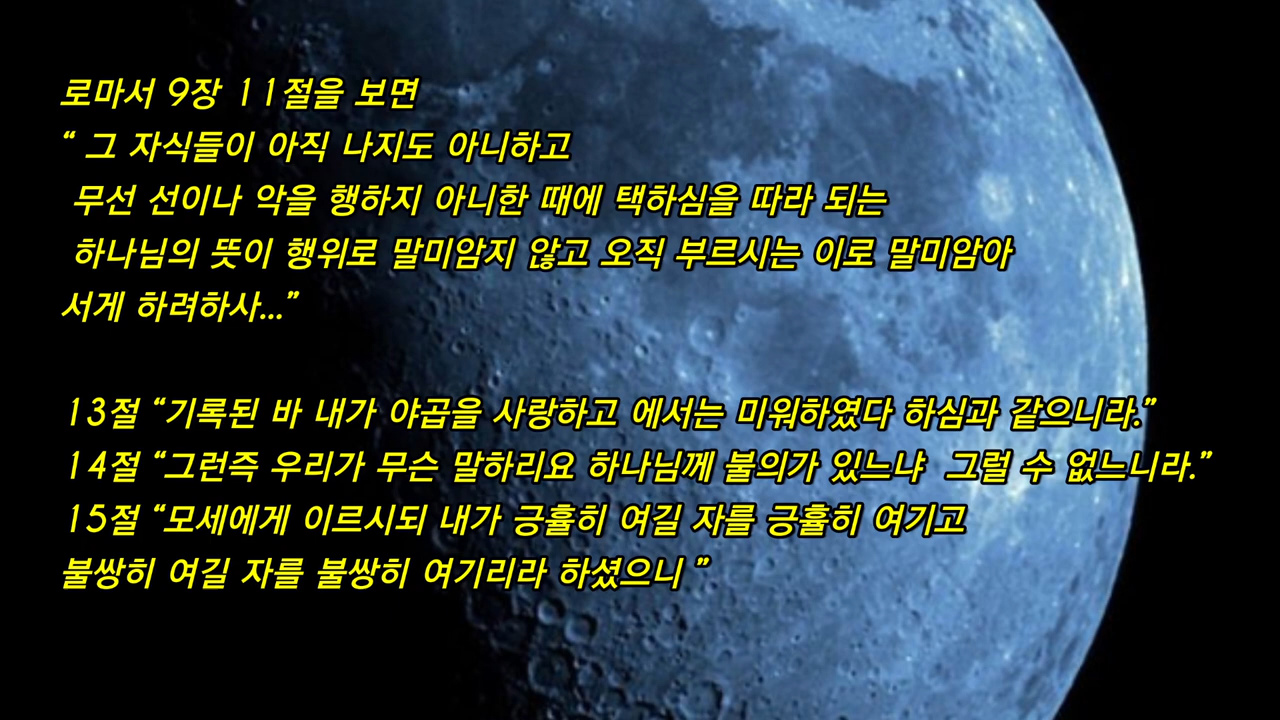 로마서 9장 11절을 보면
“ 그 자식들이 아직 나지도 아니하고
무선 선이나 악을 행하지 아니한 때에 택하심을 따라 되는
하나님의 뜻이 행위로 말미암지 않고 오직 부르시는 이로 말미암아
서게 하려하사...”
13절 “기록된 바 내가 야곱을 사랑하고 에서는 미워하였다 하심과 같으니라.”
14절 “그런즉 우리가 무슨 말하리요 하나님께 불의가 있느냐 그럴 수 없느니라.”
15절 “모세에게 이르시되 내가 긍휼히 여길 자를 긍휼히 여기고
불쌍히 여길 자를 불쌍히 여기리라 하셨으니 ”